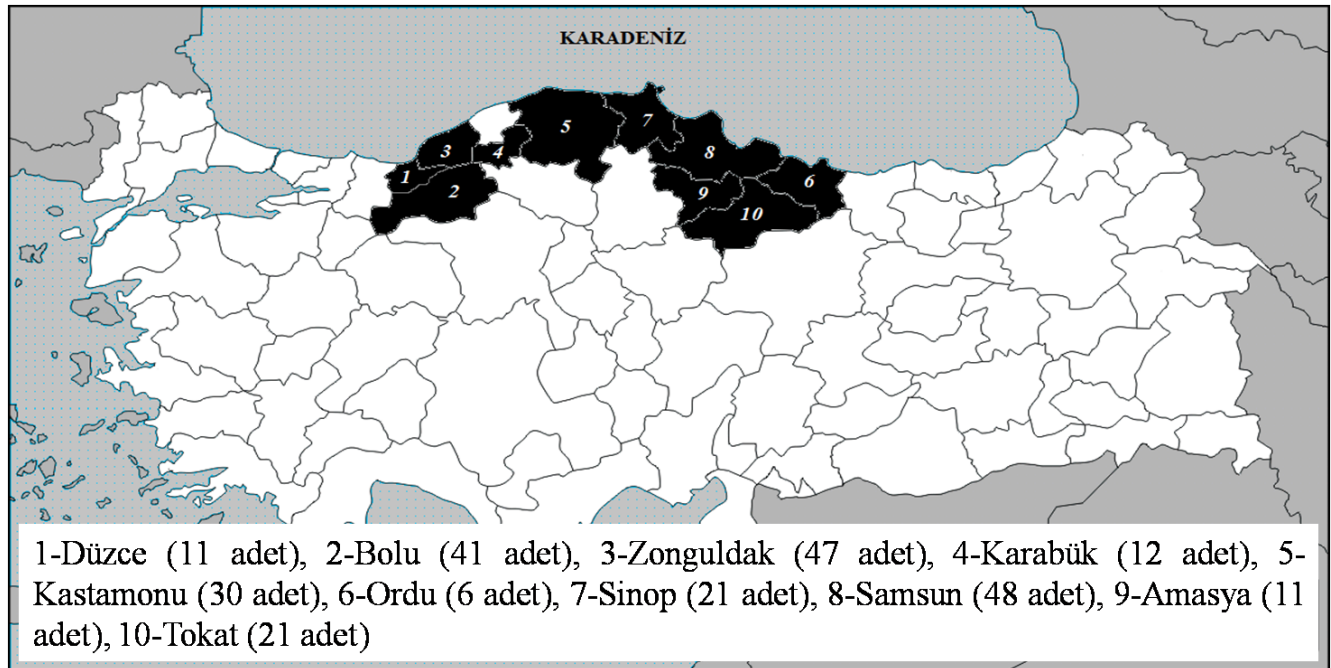 KARADENİZ
3
5
7
4
8
1
2
9
6
10
1-Düzce (11 adet), 2-Bolu (41 adet), 3-Zonguldak (47 adet), 4-Karabük (12 adet), 5-
Kastamonu (30 adet), 6-Ordu (6 adet), 7-Sinop (21 adet), 8-Samsun (48 adet), 9-Amasya (11
adet), 10-Tokat (21 adet)